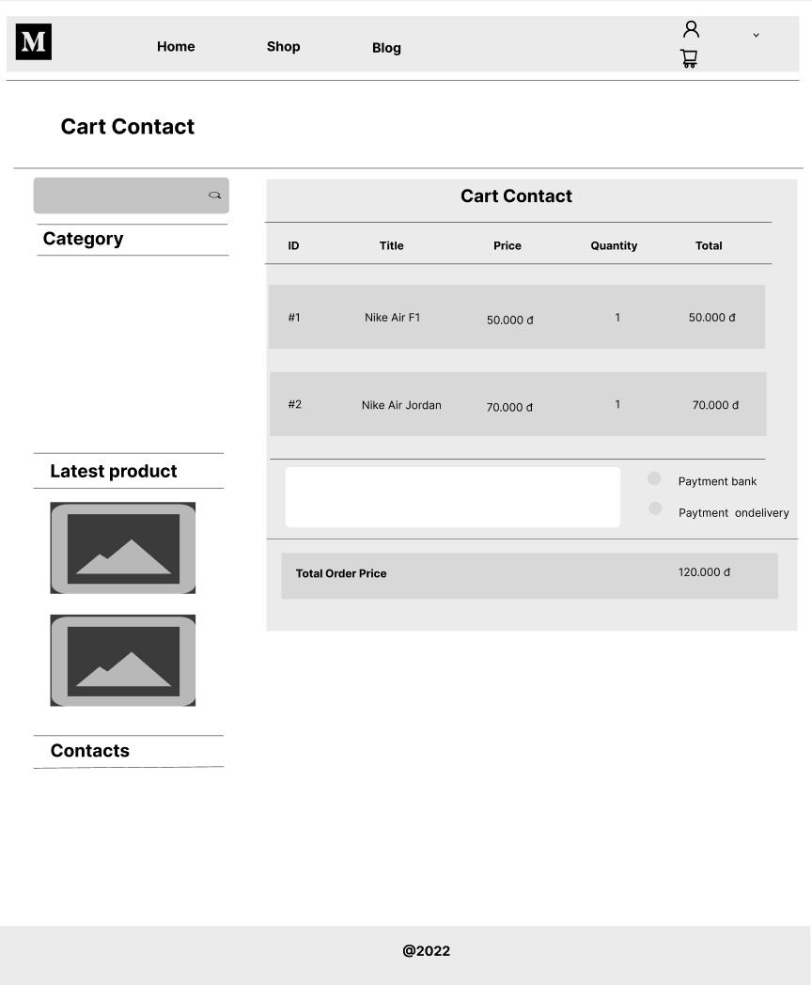 M
Home Shop Blog
Cart Contact
Category
Latest product
Contacts
Cart Contact
ID Title Price Quantity Total
#1 Nike Air F1 50.000 đ 1 50.000 đ
#2 Nike Air Jordan 70.000 đ 1 70.000 đ
Paytment bank
Paytment ondelivery
Total Order Price 120.000 đ
@2022